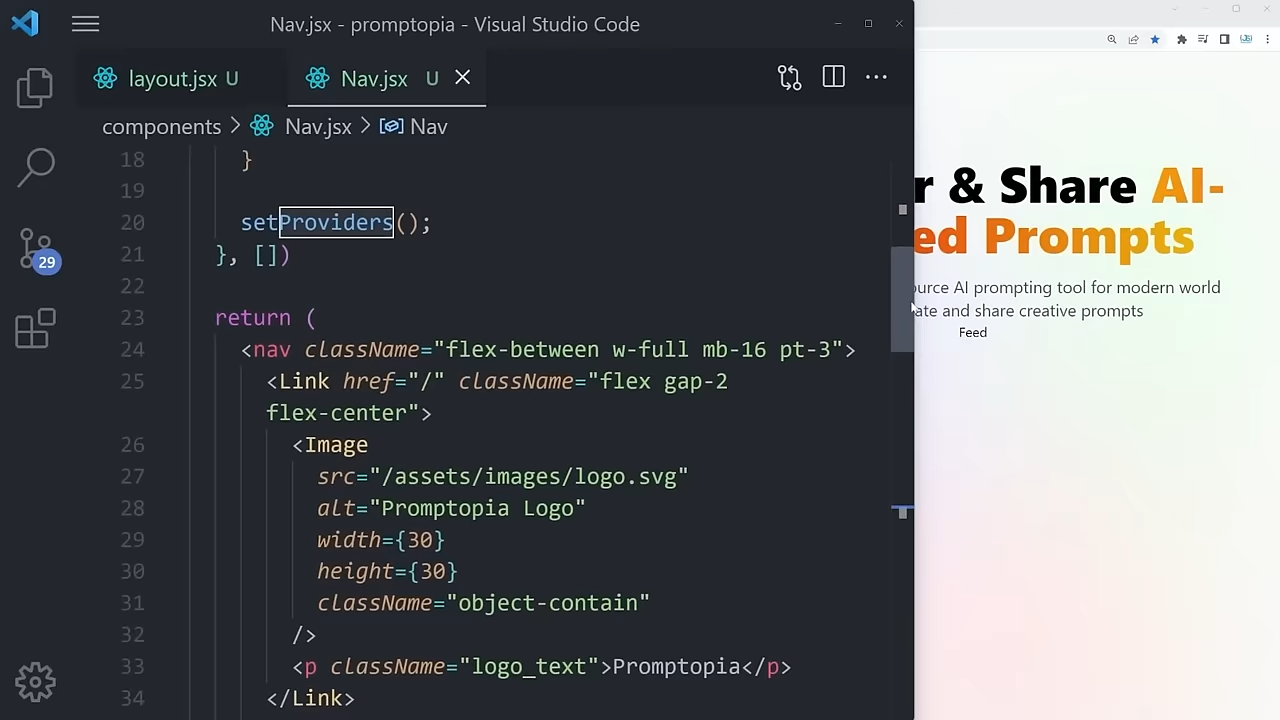 Nav.jsx - promptopia - Visual Studio Code
layout.jsx U
Nav.jsx U
components > Nav.jsx > Nav
18 }
19
20 setProviders();
21 }, [])
22
23 return (
24 <nav className="flex-between w-full mb-16 pt-3">
25 <Link href="/" className="flex gap-2
flex-center">
26 <Image
27 src="/assets/images/logo.svg"
28 alt="Promptopia Logo"
29 width={30}
30 height={30}
31 className="object-contain"
32 />
33 <p className="logo_text">Promptopia</p>
34 </Link>
29
r & Share AI-
ed Prompts
urce AI prompting tool for modern world
ate and share creative prompts
Feed